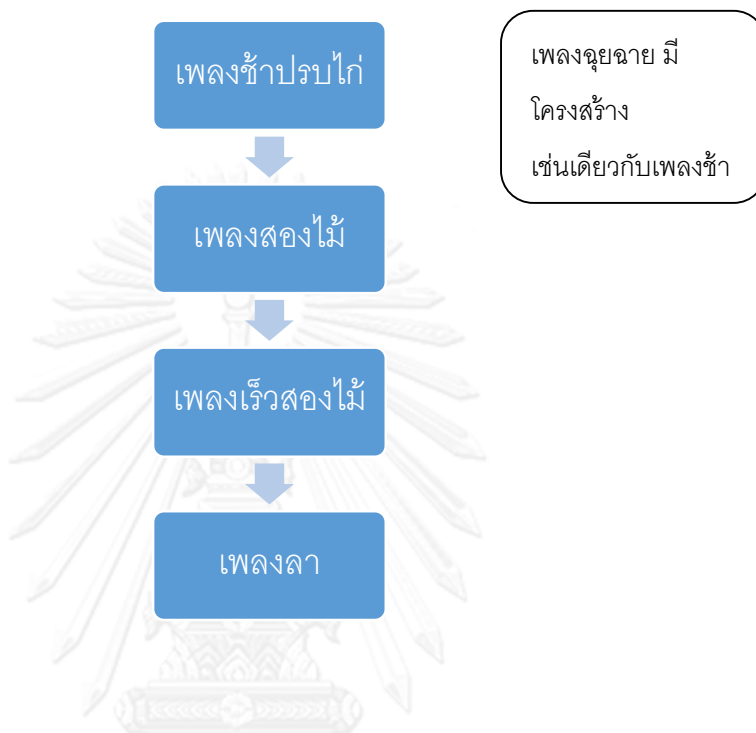 เพลงช้าปรบไก่
เพลงสองไม้
เพลงเร็วสองไม้
เพลงลา
เพลงฉุยฉาย มี
โครงสร้าง
เช่นเดียวกับเพลงช้า